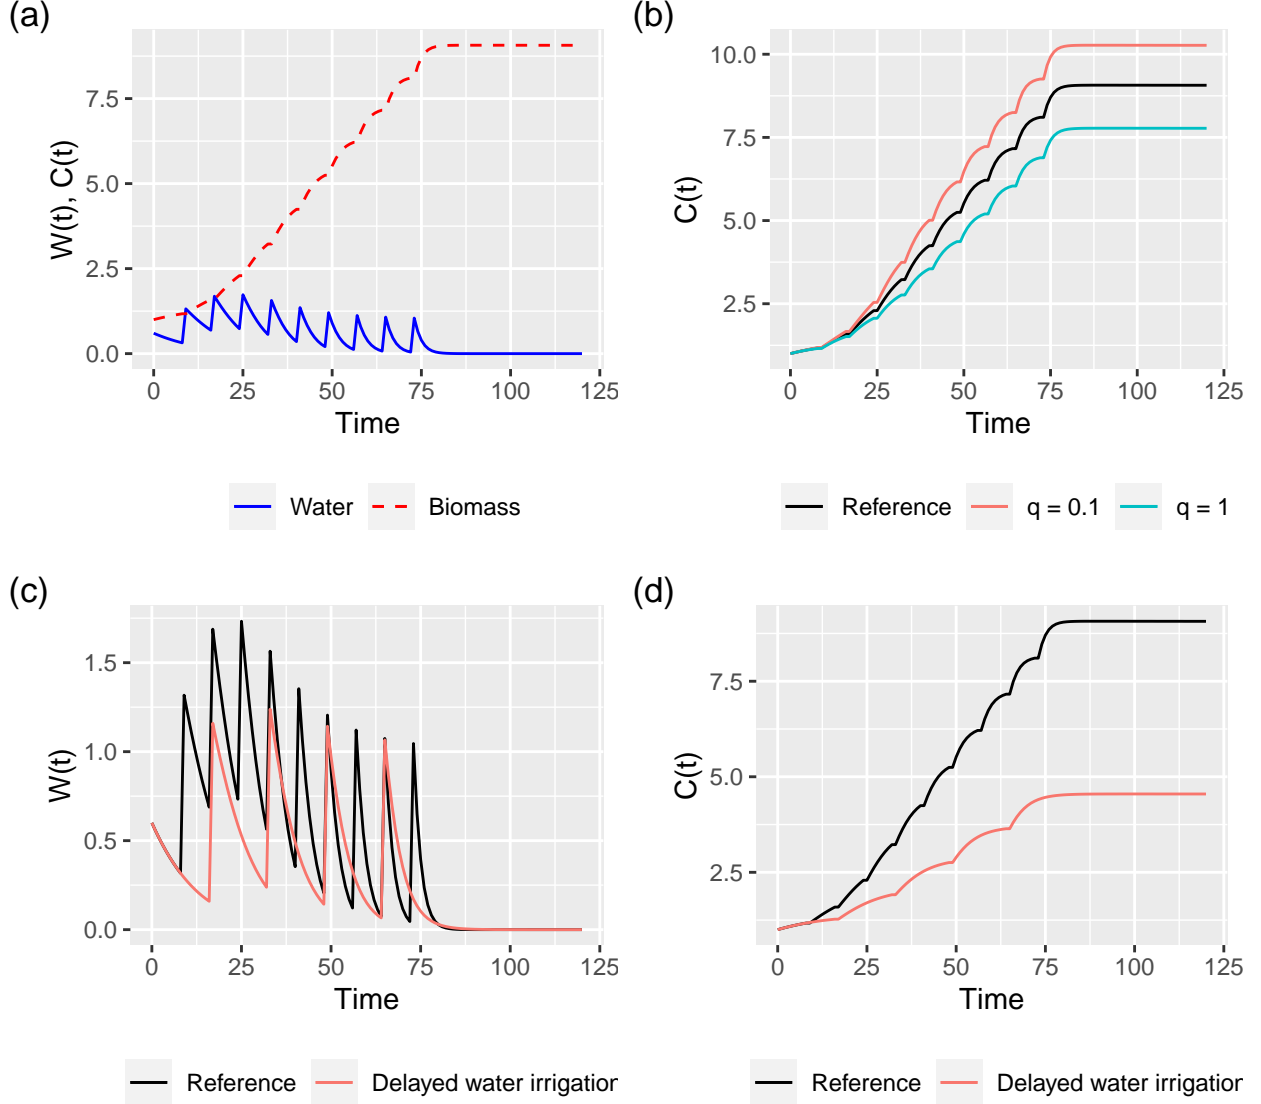 (a)
W(t), C(t)
7.5
5.0
2.5
0.0
0 25 50 75 100 125
Time
Water Biomass
(b)
C(t)
10.0
7.5
5.0
2.5
0 25 50 75 100 125
Time
Reference q = 0.1 q = 1
(c)
W(t)
1.5
1.0
0.5
0.0
0 25 50 75 100 125
Time
Reference Delayed water irrigation
(d)
C(t)
7.5
5.0
2.5
0 25 50 75 100 125
Time
Reference Delayed water irrigation